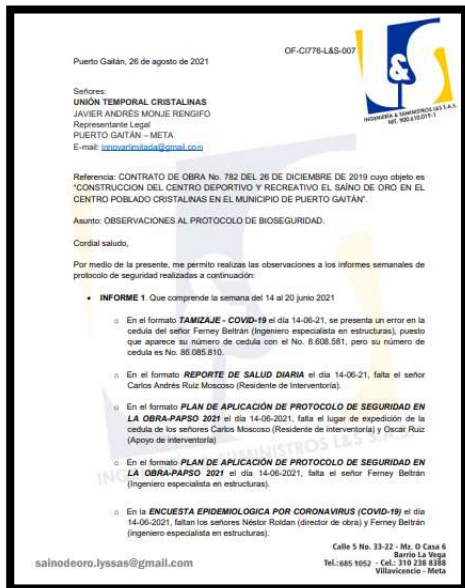 OF-CI776-L&S-007
Puerto Gaitán, 26 de agosto de 2021
L&S
INGENIERÍA & SUMINISTROS L&S S.A.S.
NIT. 900.410.019-1
Señores:
UNIÓN TEMPORAL CRISTALINAS
JAVIER ANDRÉS MONJE RENGIFO
Representante Legal
PUERTO GAITÁN – META
E-mail: innovarlimitada@gmail.com
Referencia: CONTRATO DE OBRA No. 782 DEL 26 DE DICIEMBRE DE 2019 cuyo objeto es
"CONSTRUCCION DEL CENTRO DEPORTIVO Y RECREATIVO EL SAÍNO DE ORO EN EL
CENTRO POBLADO CRISTALINAS EN EL MUNICIPIO DE PUERTO GAITÁN".
Asunto: OBSERVACIONES AL PROTOCOLO DE BIOSEGURIDAD.
Cordial saludo,
Por medio de la presente, me permito realizas las observaciones a los informes semanales de
protocolo de seguridad realizadas a continuación:
• INFORME 1. Que comprende la semana del 14 al 20 junio 2021
o En el formato TAMIZAJE - COVID-19 el día 14-06-21, se presenta un error en la
cedula del señor Ferney Beltrán (Ingeniero especialista en estructuras), puesto
que aparece su número de cedula con el No. 8.608.581, pero su número de
cedula es No. 86.085.810.
o En el formato REPORTE DE SALUD DIARIA el día 14-06-21, falta el señor
Carlos Andrés Ruiz Moscoso (Residente de Interventoría).
o En el formato PLAN DE APLICACIÓN DE PROTOCOLO DE SEGURIDAD EN
LA OBRA-PAPSO 2021 el día 14-06-2021, falta el lugar de expedición de la
cedula de los señores Carlos Moscoso (Residente de interventoría) y Oscar Ruiz
(Apoyo de interventoría)
o En el formato PLAN DE APLICACIÓN DE PROTOCOLO DE SEGURIDAD EN
LA OBRA-PAPSO 2021 el día 14-06-2021, falta el señor Ferney Beltrán
(Ingeniero especialista en estructuras).
o En la ENCUESTA EPIDEMIOLOGICA POR CORONAVIRUS (COVID-19) el día
14-06-2021, faltan los señores Néstor Roldan (director de obra) y Ferney Beltrán
(ingeniero especialista en estructuras).
sainodeoro.lyssas@gmail.com
Calle 5 No. 33-22 - Mz. O Casa 6
Barrio La Vega
Tel.:685 1052 - Cel.: 310 238 8388
Villavicencio - Meta